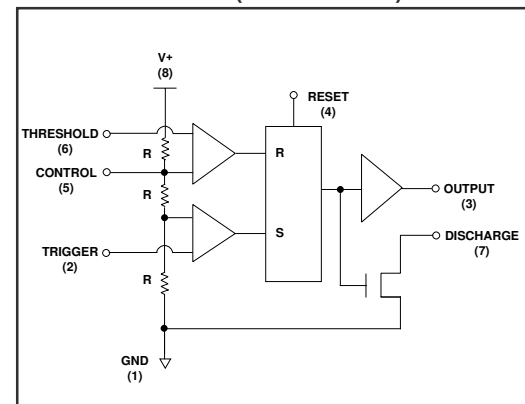 V+
(8)
RESET
(4)
THRESHOLD
(6)
R
CONTROL
(5)
R
R
S
OUTPUT
(3)
DISCHARGE
(7)
TRIGGER
(2)
R
GND
(1)